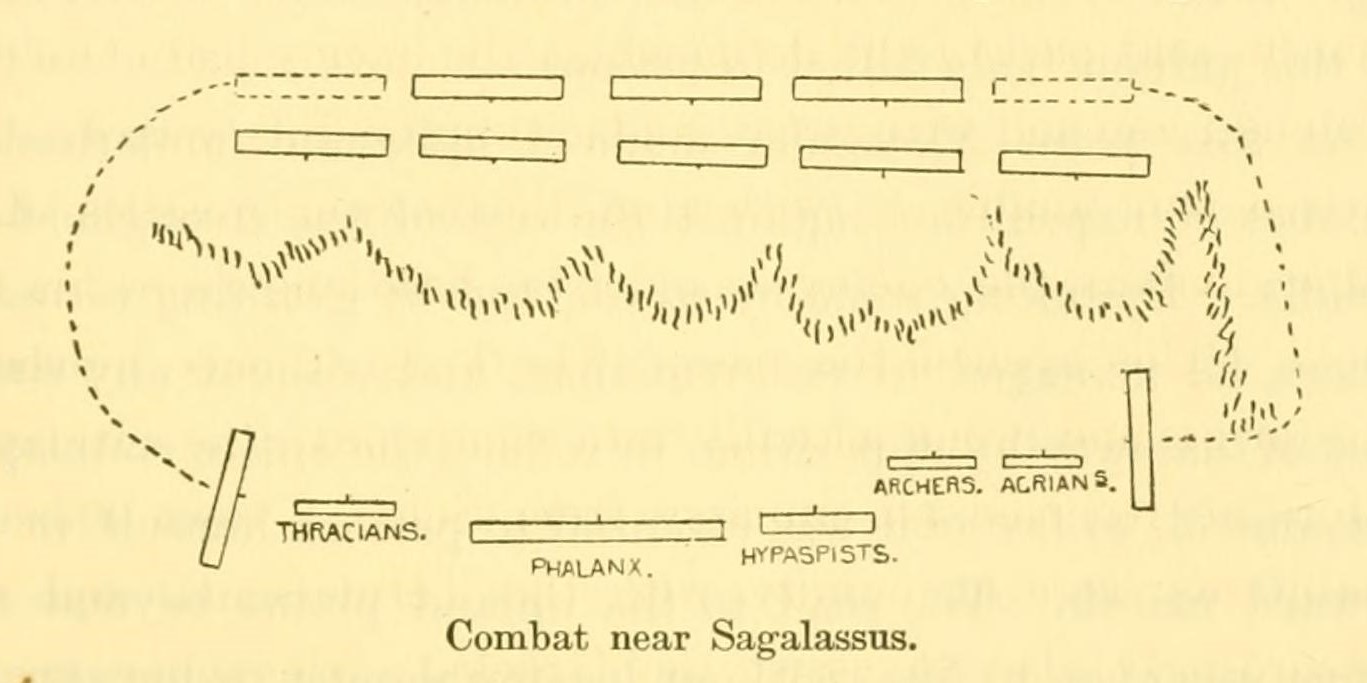 ARCHERS. AGRIANS.
THRACIANS.
PHALANX.
HYPASPISTS.
Combat near Sagalassus.